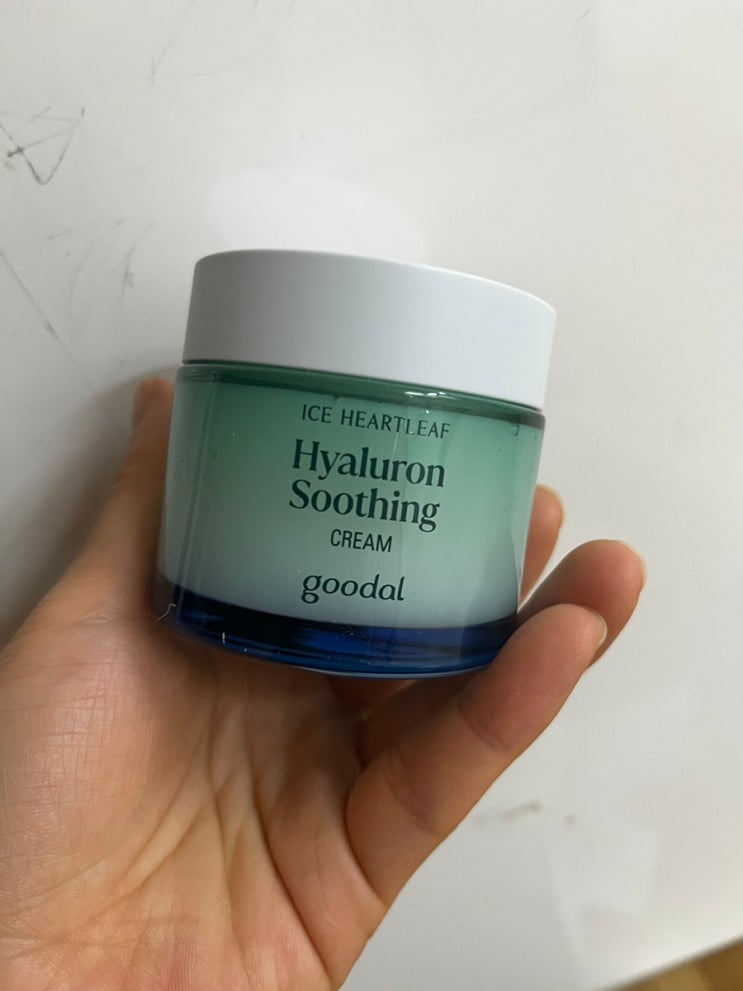 ICE HEARTLEAF
Hyaluron
Soothing
CREAM
goodal